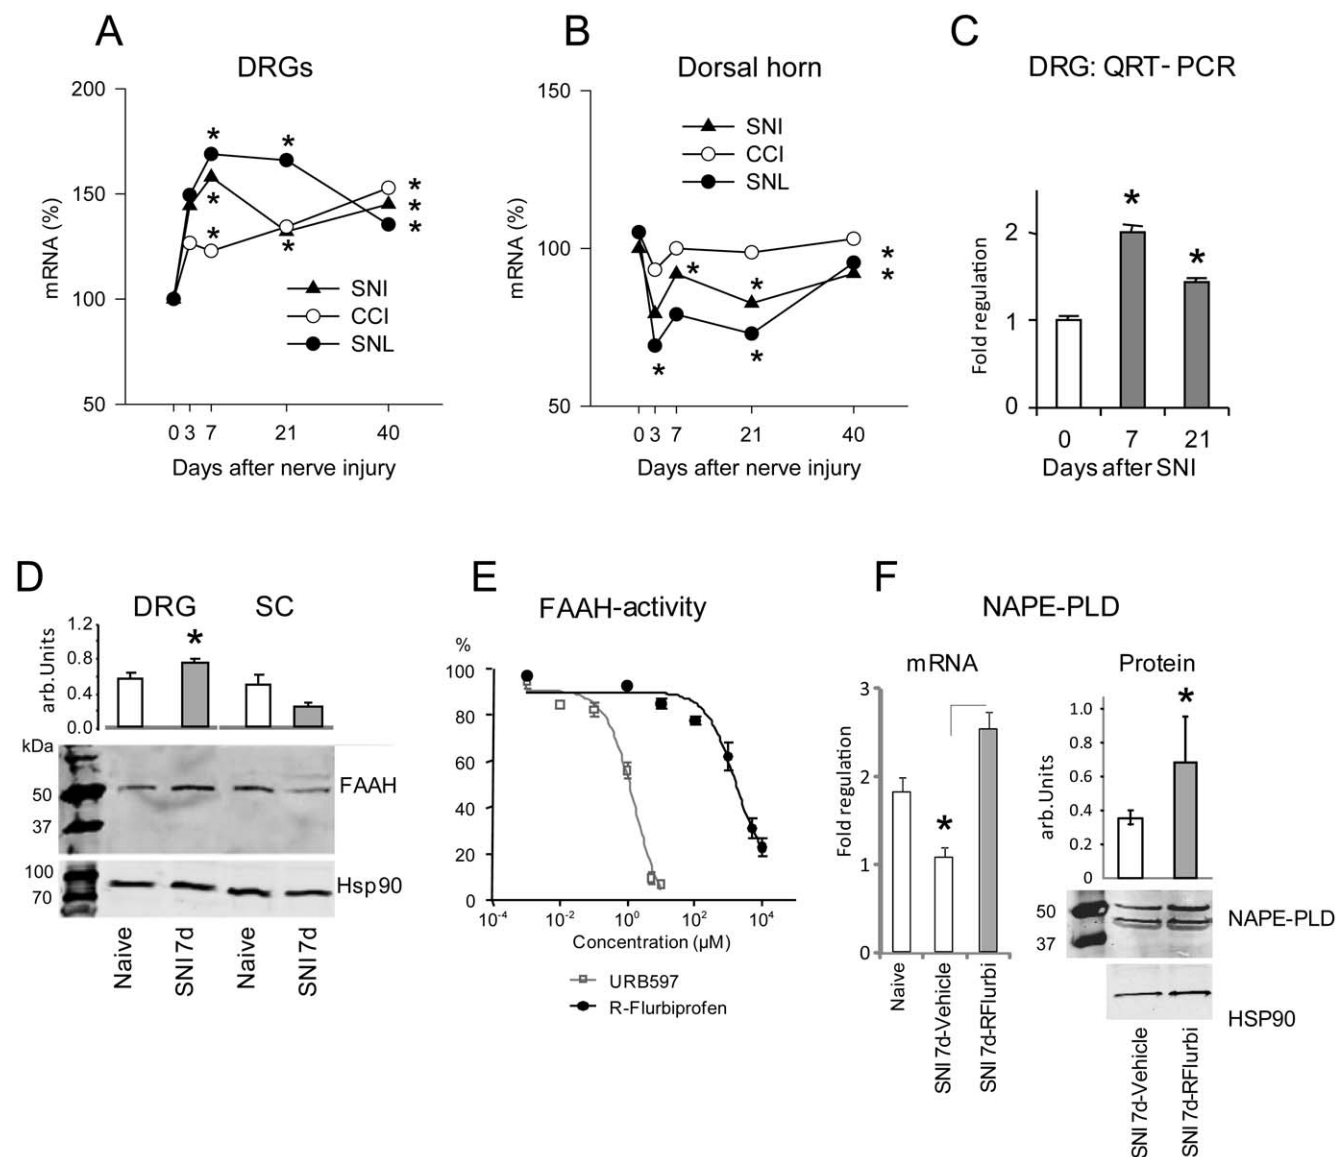 A
DRGs
200
150
100
50
mRNA (%)
*
*
*
*
*
*
*
*
SNI
CCI
SNL
0 3 7 21 40
Days after nerve injury
B
Dorsal horn
150
100
50
mRNA (%)
SNI
CCI
SNL
*
*
*
*
*
*
0 3 7 21 40
Days after nerve injury
C
DRG: QRT- PCR
2
1
0
Fold regulation
*
*
0 7 21
Days after SNI
D
DRG SC
1.2
0.8
0.4
0.0
arb.Units
*
kDa
50
37
FAAH
100
70
Hsp90
Naive
SNI 7d
Naive
SNI 7d
E
FAAH-activity
%
100
80
60
40
20
0
10-4 10-2 100 102 104
Concentration (µM)
URB597
R-Flurbiprofen
F
NAPE-PLD
mRNA
3
2
1
0
Fold regulation
*
Naive
SNI 7d-Vehicle
SNI 7d-RFlurbi
Protein
1.0
0.8
0.6
0.4
0.2
0
arb.Units
*
50
37
NAPE-PLD
HSP90
SNI 7d-Vehicle
SNI 7d-RFlurbi